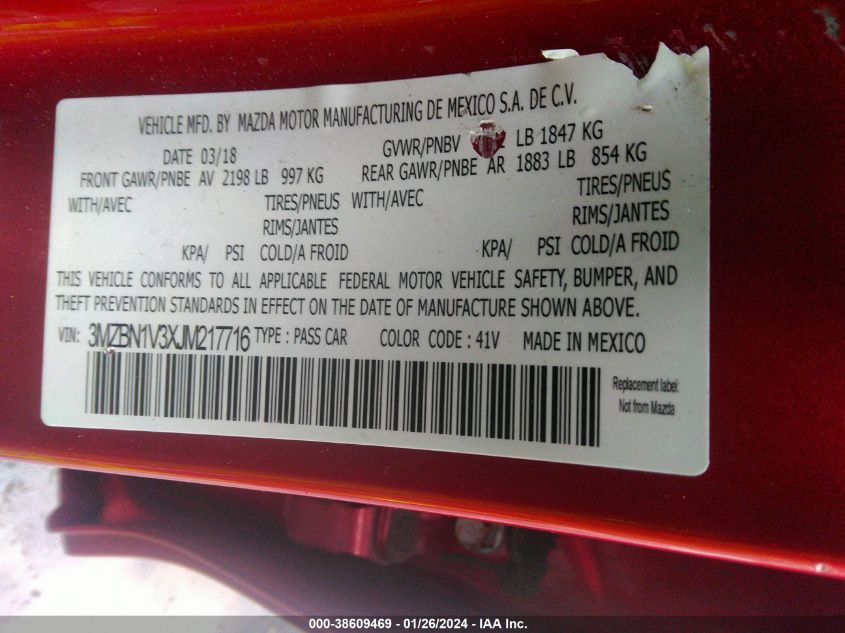 VEHICLE MFD. BY MAZDA MOTOR MANUFACTURING DE MEXICO S.A. DE C.V.
DATE 03/18 GVWR/PNBV LB 1847 KG
FRONT GAWR/PNBE AV 2198 LB 997 KG REAR GAWR/PNBE AR 1883 LB 854 KG
WITH/AVEC TIRES/PNEUS WITH/AVEC TIRES/PNEUS
RIMS/JANTES RIMS/JANTES
KPA/ PSI COLD/A FROID KPA/ PSI COLD/A FROID
THIS VEHICLE CONFORMS TO ALL APPLICABLE FEDERAL MOTOR VEHICLE SAFETY, BUMPER, AND
THEFT PREVENTION STANDARDS IN EFFECT ON THE DATE OF MANUFACTURE SHOWN ABOVE.
VIN: 3MZBN1V3XJM217716 TYPE : PASS CAR COLOR CODE : 41V MADE IN MEXICO
Replacement label:
Not from Mazda
000-38609469 - 01/26/2024 - IAA Inc.